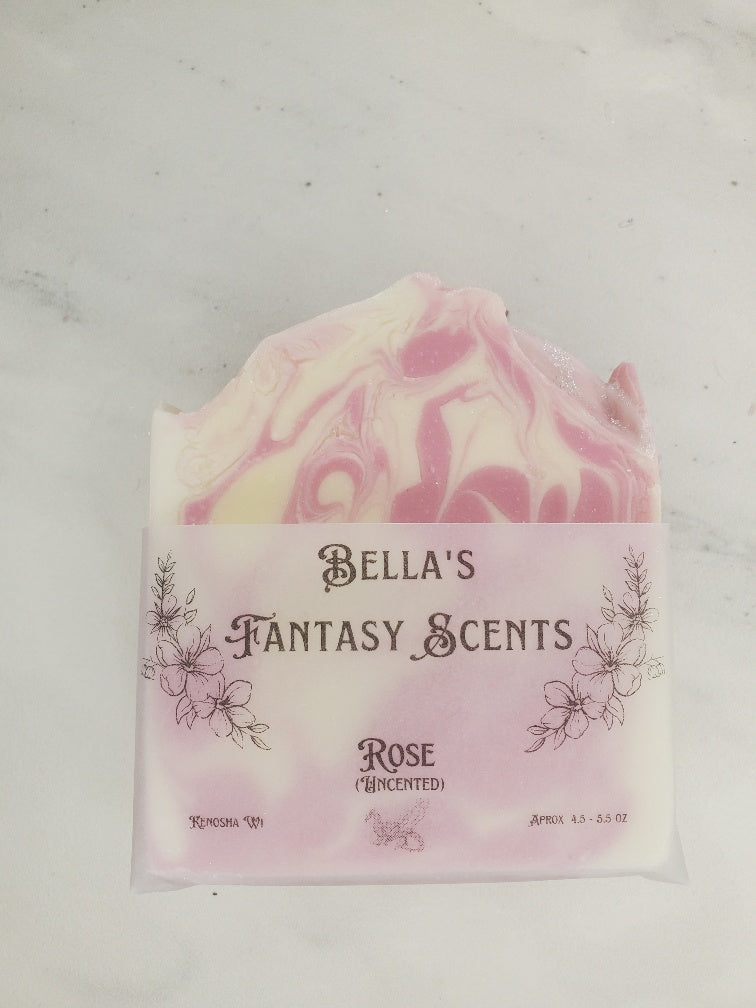 Bella's
Fantasy Scents
Rose
(Uncented)
Kenosha Wi
Aprox 4.5 - 5.5 oz